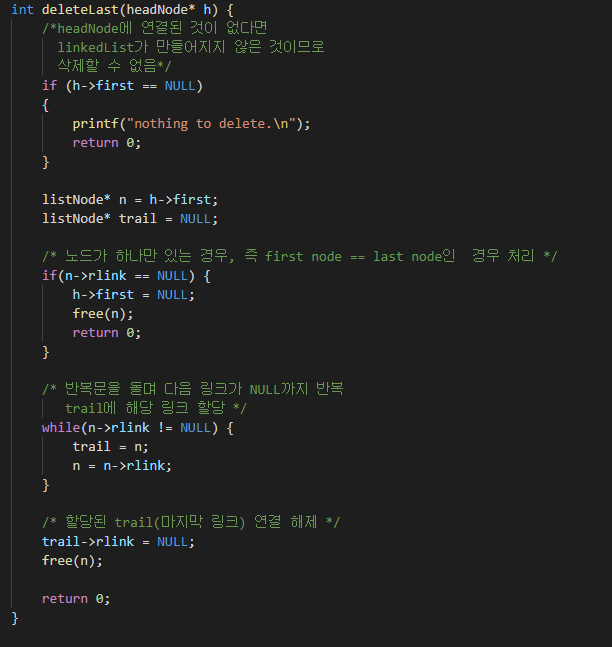 int deleteLast(headNode* h) {
/*headNode에 연결된 것이 없다면
linkedList가 만들어지지 않은 것이므로
삭제할 수 없음*/
if (h->first == NULL)
{
printf("nothing to delete.\n");
return 0;
}
listNode* n = h->first;
listNode* trail = NULL;
/* 노드가 하나만 있는 경우, 즉 first node == last node인  경우 처리 */
if(n->rlink == NULL) {
h->first = NULL;
free(n);
return 0;
}
/* 반복문을 돌며 다음 링크가 NULL까지 반복
trail에 해당 링크 할당 */
while(n->rlink != NULL) {
trail = n;
n = n->rlink;
}
/* 할당된 trail(마지막 링크) 연결 해제 */
trail->rlink = NULL;
free(n);
return 0;
}